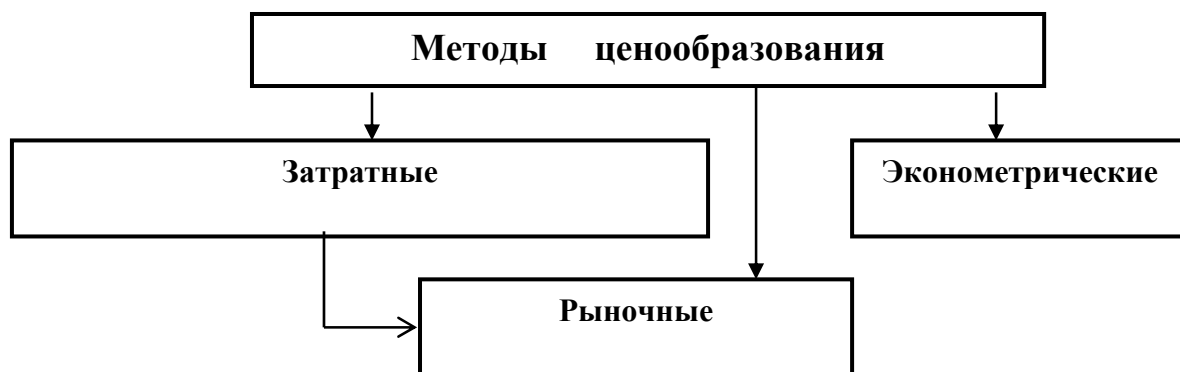 Методы ценообразования
Затратные
Эконометрические
Рыночные